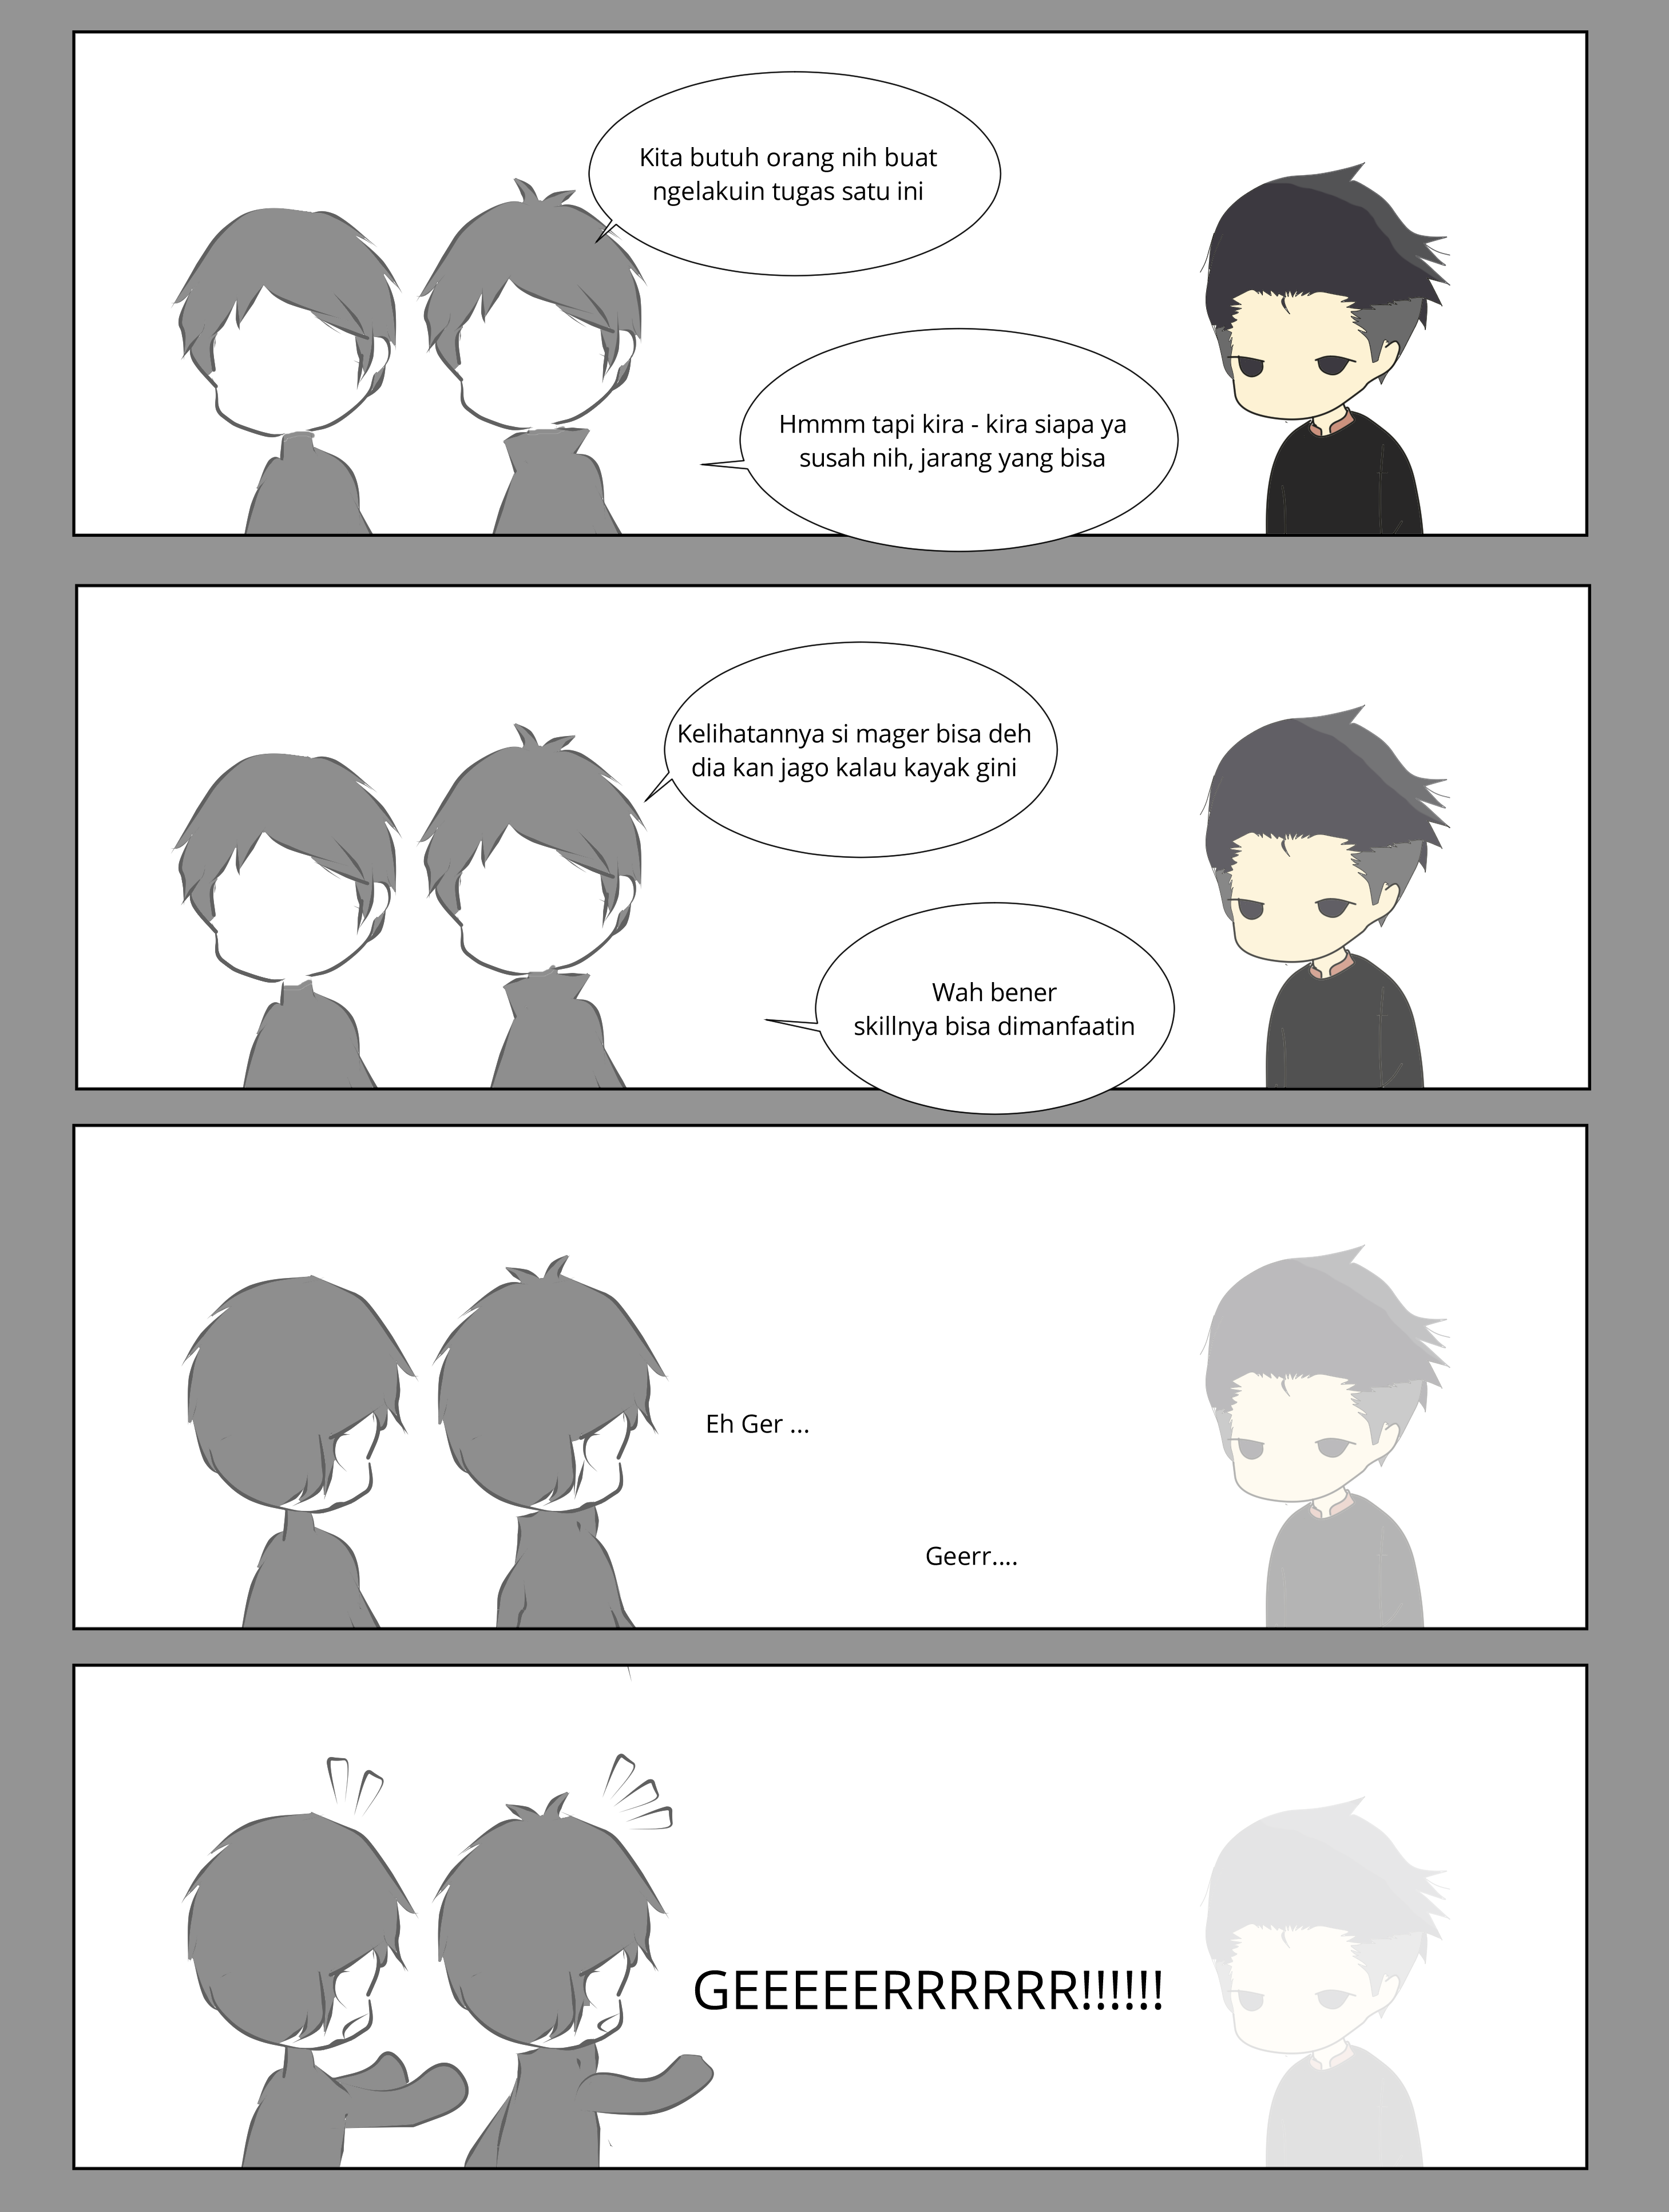 Kita butuh orang nih buat
ngelakuin tugas satu ini
Hmmm tapi kira - kira siapa ya
susah nih, jarang yang bisa
Kelihatannya si mager bisa deh
dia kan jago kalau kayak gini
Wah bener
skillnya bisa dimanfaatin
Eh Ger ...
Geerr....
GEEEEERRRRRR!!!!!!